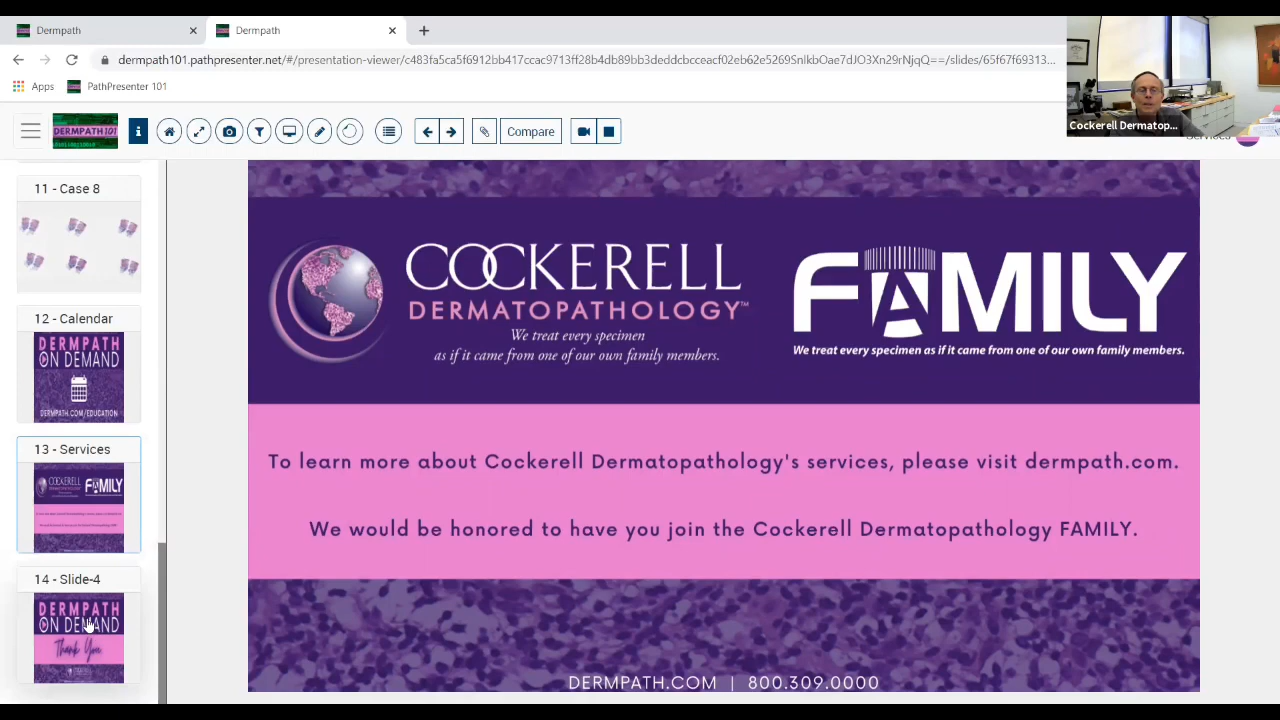 Dermpath
Dermpath
dermpath101.pathpresenter.net/#/presentation-viewer/c483fa5ca5f6912bb417ccac9713ff28b4db89bb3deddcbcceacf02eb62e5269SnlkbOae7dJO3Xn29rNjqQ==/slides/65f67f69313...
Apps
PathPresenter 101
DERMPATH101
i
Compare
Cockerell Dermatop...
Services
11 - Case 8
12 - Calendar
DERMPATH
ON DEMAND
DERMPATH.COM/EDUCATION
13 - Services
COCKERELL
FAMILY
14 - Slide-4
DERMPATH
ON DEMAND
Thank You
COCKERELL
DERMATOPATHOLOGY™
We treat every specimen
as if it came from one of our own family members.
FAMILY
We treat every specimen as if it came from one of our own family members.
To learn more about Cockerell Dermatopathology's services, please visit dermpath.com.
We would be honored to have you join the Cockerell Dermatopathology FAMILY.
DERMPATH.COM | 800.309.0000